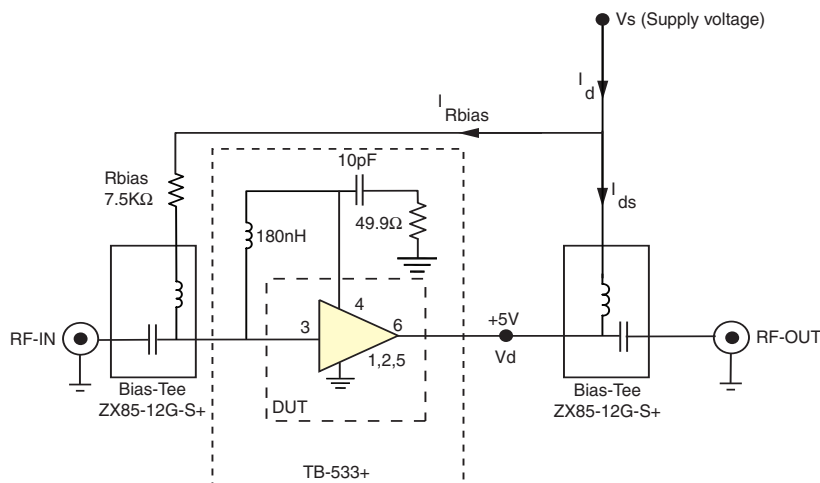 Vs (Supply voltage)
I d
I Rbias
10pF
Rbias
7.5KΩ
49.9Ω
I ds
180nH
4
3
6
+5V
RF-IN
1,2,5
Vd
RF-OUT
Bias-Tee
ZX85-12G-S+
DUT
Bias-Tee
ZX85-12G-S+
TB-533+